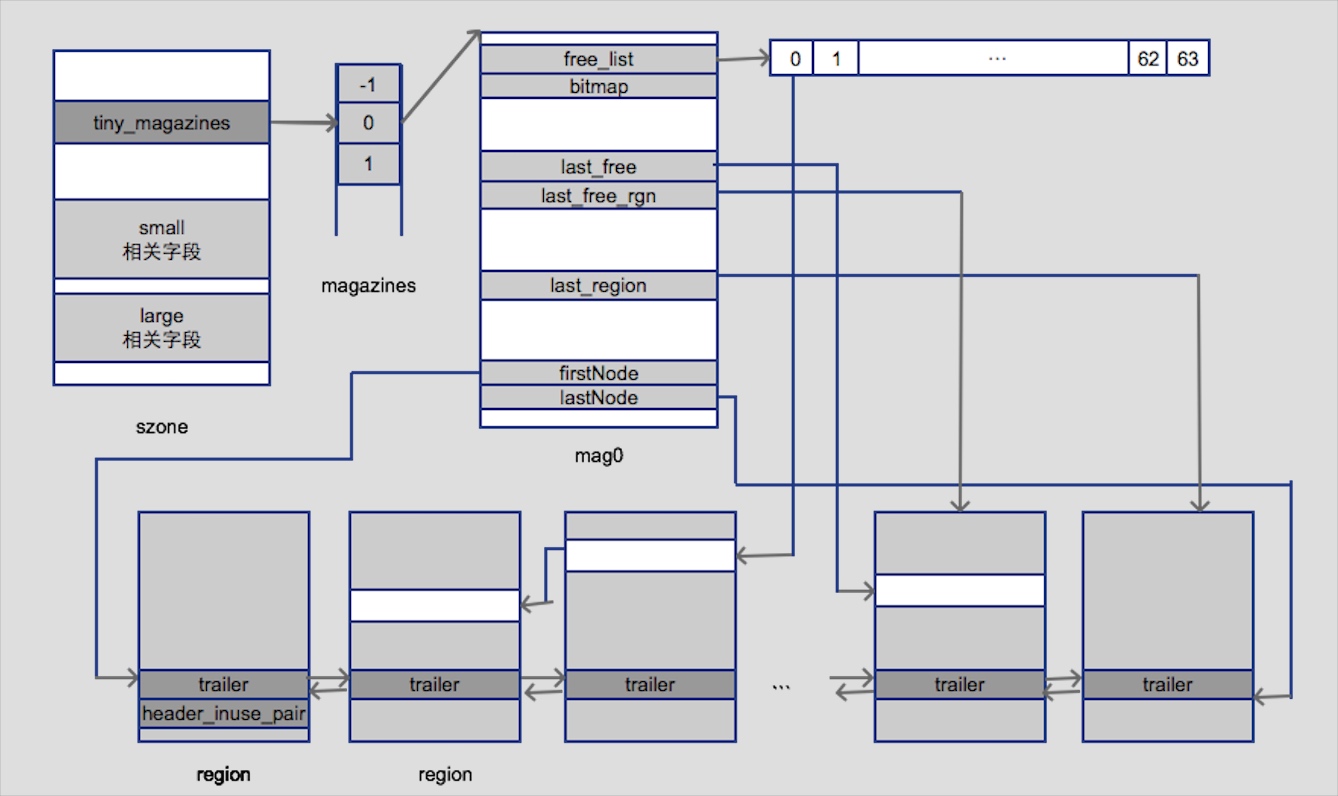 tiny_magazines
small
相关字段
large
相关字段
szone
-1
0
1
magazines
free_list
bitmap
last_free
last_free_rgn
last_region
firstNode
lastNode
mag0
0 1 ... 62 63
trailer
header_inuse_pair
region
trailer
region
trailer
...
trailer
trailer